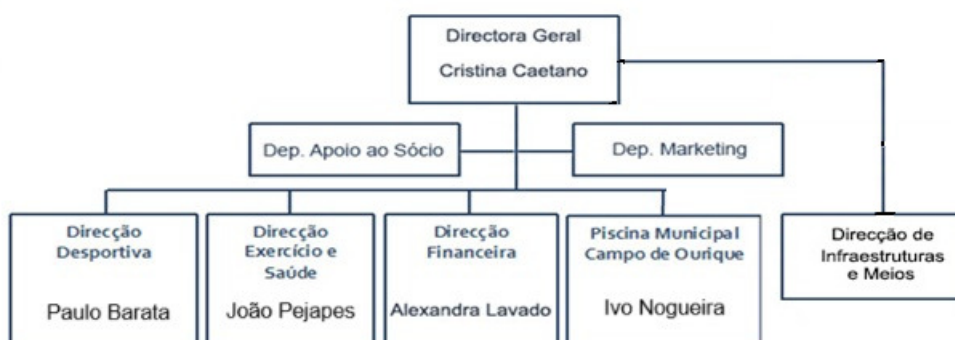 Directora Geral
Cristina Caetano
Dep. Apoio ao Sócio
Dep. Marketing
Direcção
Desportiva
Paulo Barata
Direcção
Exercício e
Saúde
João Pejapes
Direcção
Financeira
Alexandra Lavado
Piscina Municipal
Campo de Ourique
Ivo Nogueira
Direcção de
Infraestruturas
e Meios